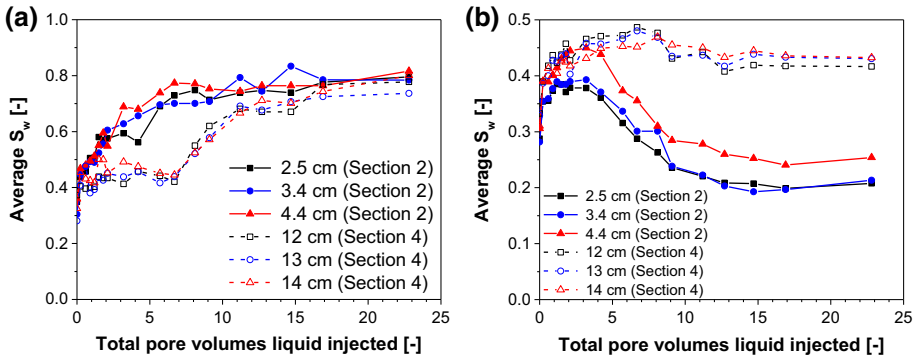 (a)
1.0
0.8
0.6
0.4
0.2
0.0
Average Sw [-]
2.5 cm (Section 2)
3.4 cm (Section 2)
4.4 cm (Section 2)
12 cm (Section 4)
13 cm (Section 4)
14 cm (Section 4)
0 5 10 15 20 25
Total pore volumes liquid injected [-]
(b)
0.5
0.4
0.3
0.2
0.1
0.0
Average Sw [-]
2.5 cm (Section 2)
3.4 cm (Section 2)
4.4 cm (Section 2)
12 cm (Section 4)
13 cm (Section 4)
14 cm (Section 4)
0 5 10 15 20 25
Total pore volumes liquid injected [-]